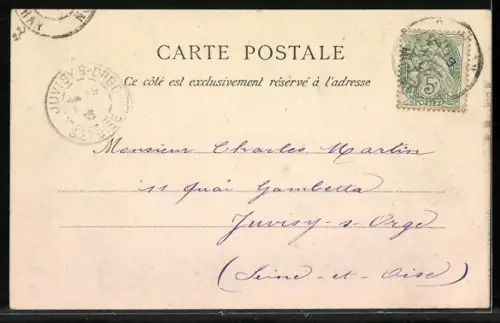 CARTE POSTALE
Ce côté est exclusivement réservé à l'adresse
JUVISY-S-ORGE
5c
POSTES
Monsieur Charles Martin
11 Quai Gambetta
Juvisy-s-Orge
(Seine-et-Oise)